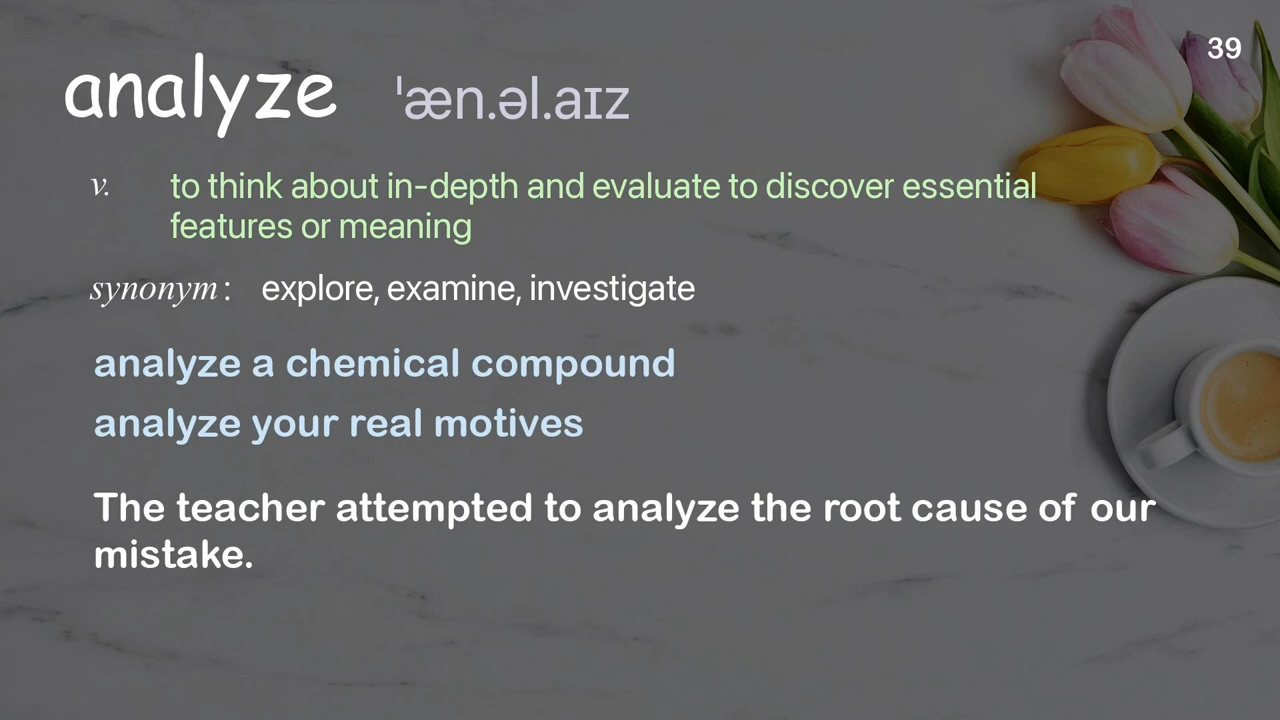 39
analyze ˈæn.əl.aɪz
v. to think about in-depth and evaluate to discover essential
features or meaning
synonym: explore, examine, investigate
analyze a chemical compound
analyze your real motives
The teacher attempted to analyze the root cause of our
mistake.